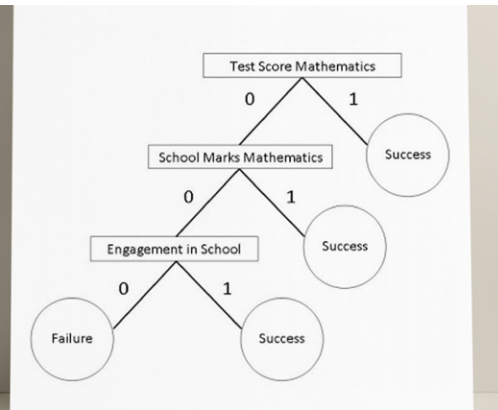 Test Score Mathematics
0
1
School Marks Mathematics
Success
0
1
Engagement in School
Success
0
1
Failure
Success